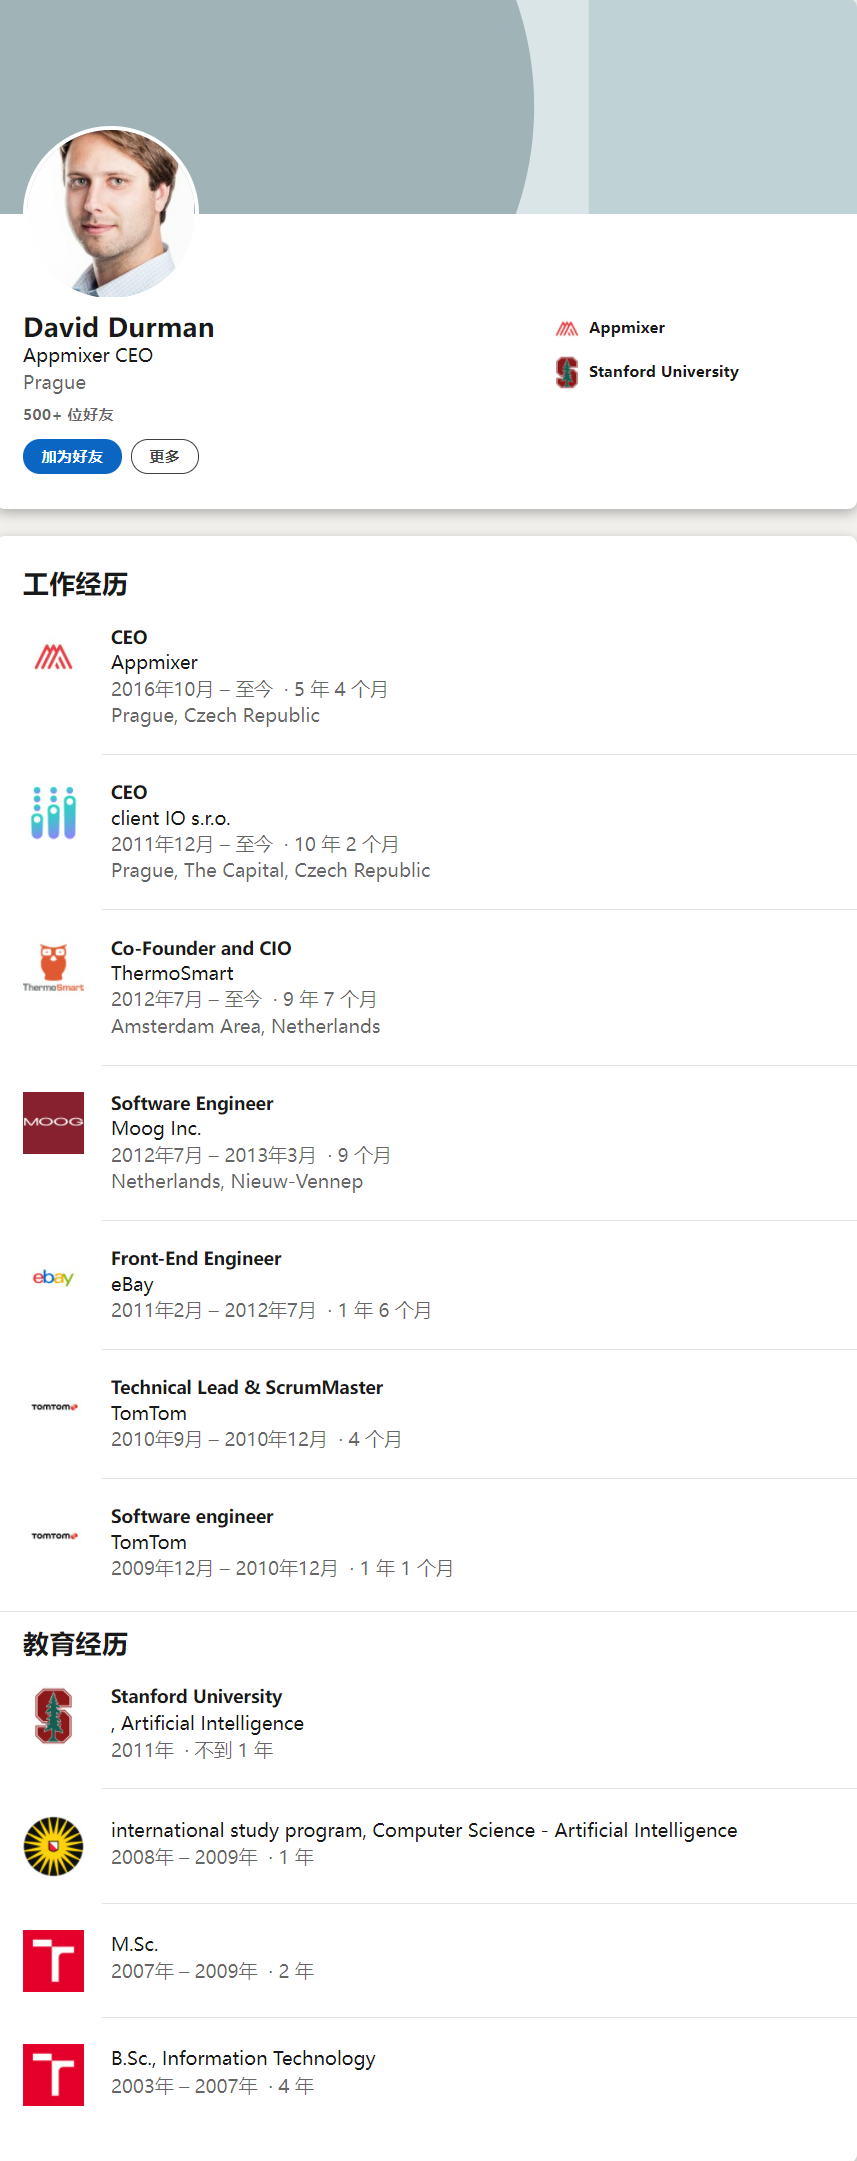 David Durman
Appmixer CEO
Prague
500+ 位好友
加为好友
更多
Appmixer
Stanford University
工作经历
CEO
Appmixer
2016年10月 – 至今 · 5 年 4 个月
Prague, Czech Republic
CEO
client IO s.r.o.
2011年12月 – 至今 · 10 年 2 个月
Prague, The Capital, Czech Republic
ThermoSmart
Co-Founder and CIO
ThermoSmart
2012年7月 – 至今 · 9 年 7 个月
Amsterdam Area, Netherlands
MOOG
Software Engineer
Moog Inc.
2012年7月 – 2013年3月 · 9 个月
Netherlands, Nieuw-Vennep
ebay
Front-End Engineer
eBay
2011年2月 – 2012年7月 · 1 年 6 个月
TOMTOM
Technical Lead & ScrumMaster
TomTom
2010年9月 – 2010年12月 · 4 个月
TOMTOM
Software engineer
TomTom
2009年12月 – 2010年12月 · 1 年 1 个月
教育经历
Stanford University
, Artificial Intelligence
2011年 · 不到 1 年
international study program, Computer Science - Artificial Intelligence
2008年 – 2009年 · 1 年
M.Sc.
2007年 – 2009年 · 2 年
B.Sc., Information Technology
2003年 – 2007年 · 4 年